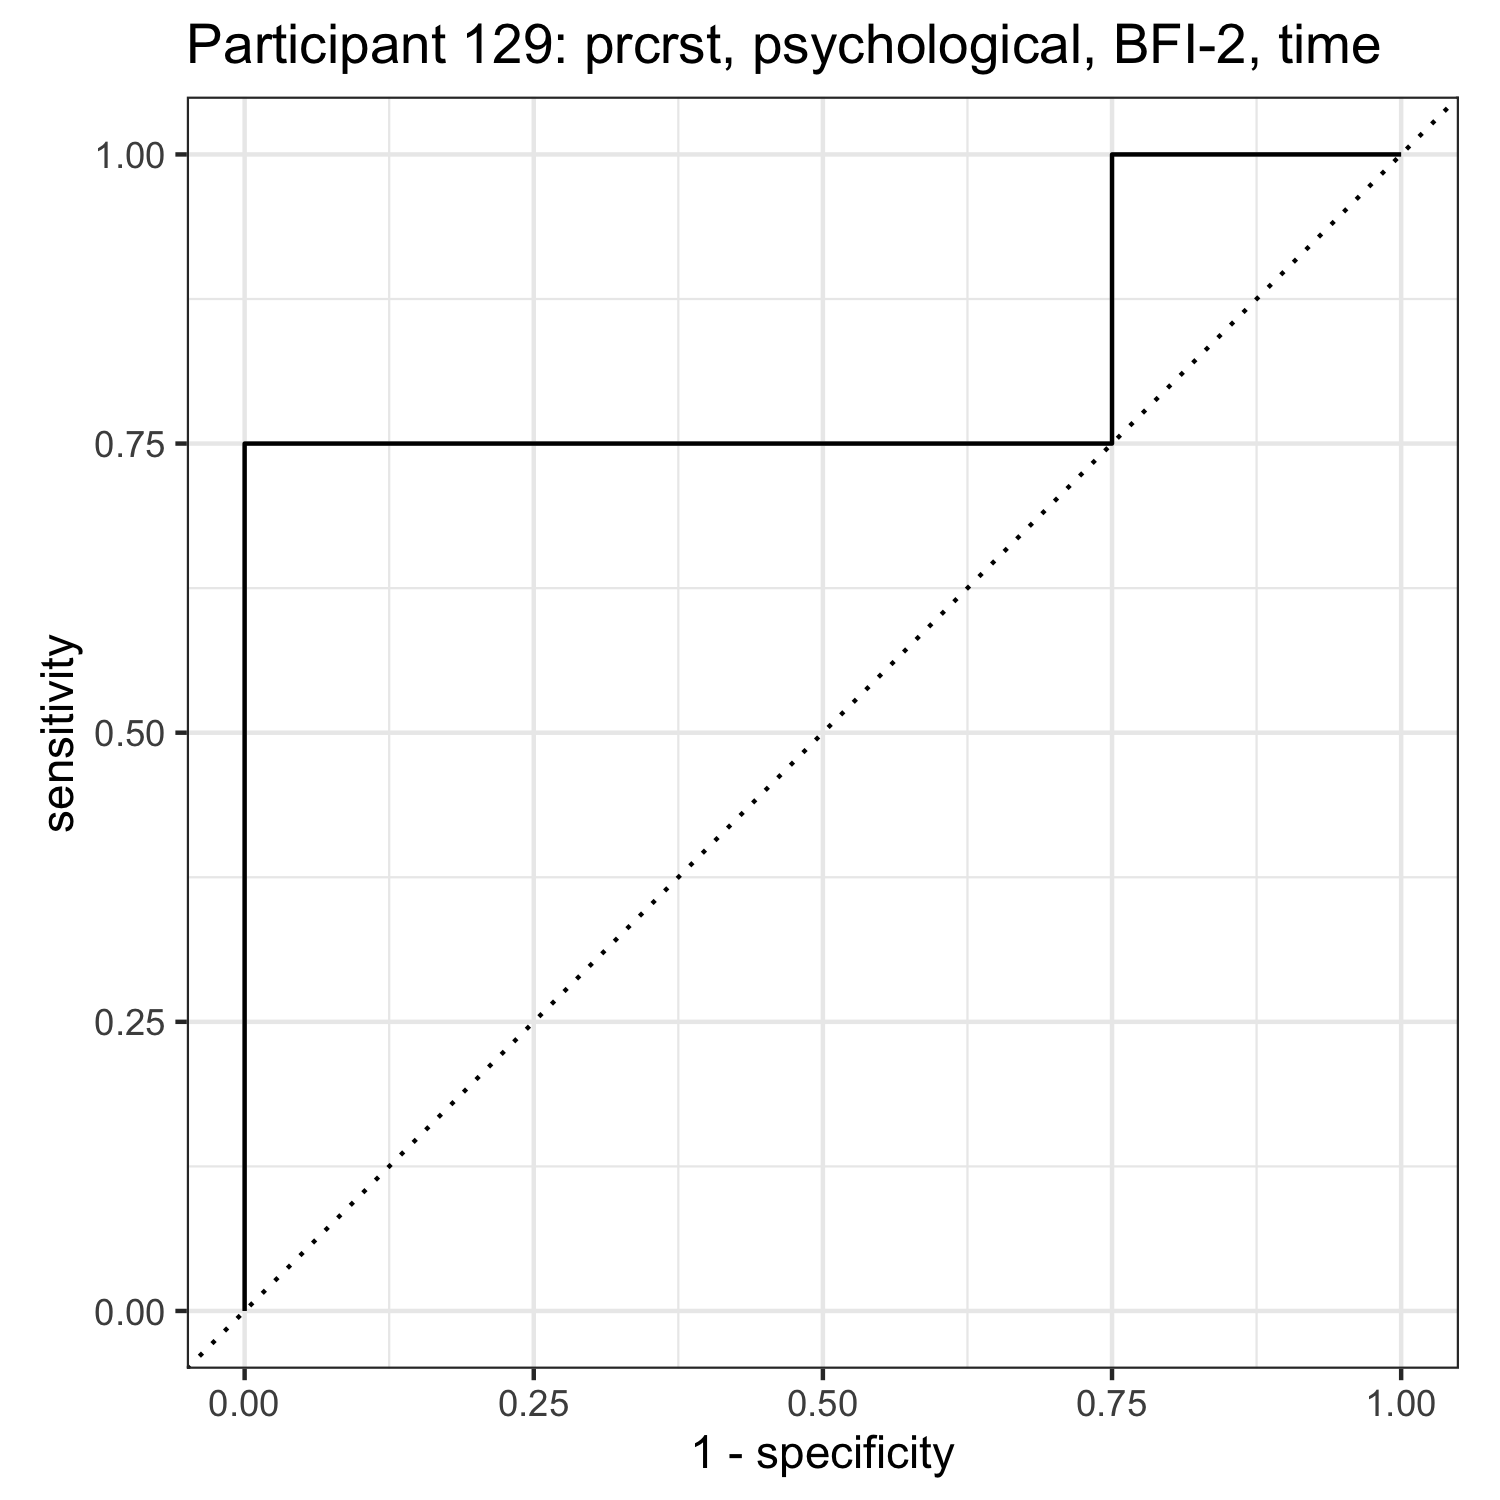 Participant 129: prcrst, psychological, BFI-2, time
1.00
0.75
0.50
0.25
0.00
sensitivity
0.00 0.25 0.50 0.75 1.00
1 - specificity